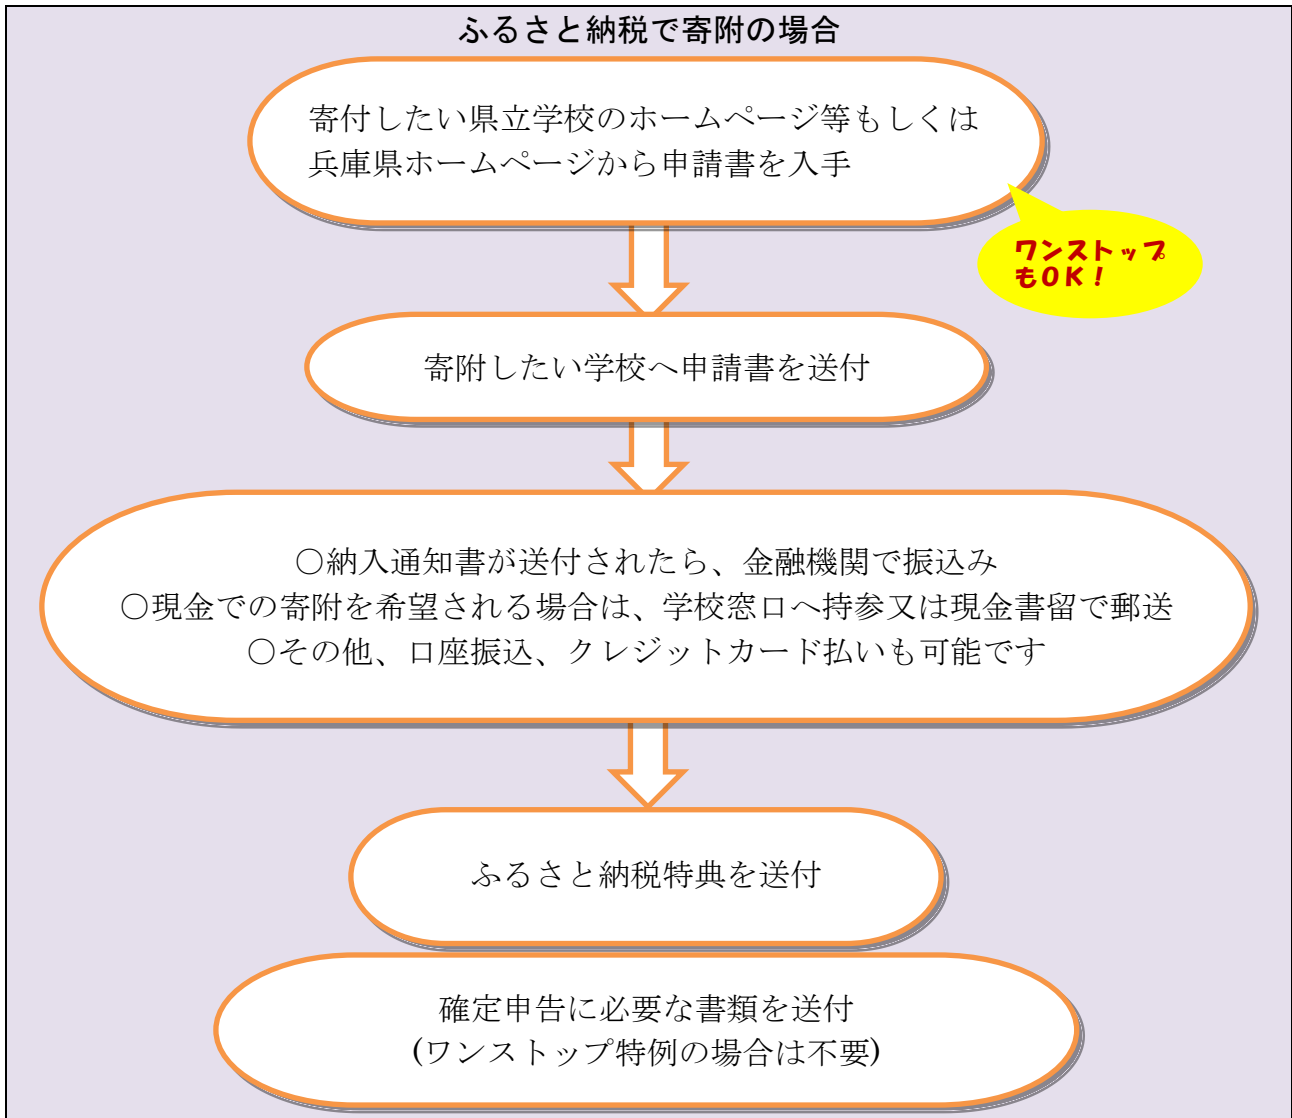 ふるさと納税で寄附の場合
寄付したい県立学校のホームページ等もしくは
兵庫県ホームページから申請書を入手
ワンストップ
もOK！
寄附したい学校へ申請書を送付
○納入通知書が送付されたら、金融機関で振込み
○現金での寄附を希望される場合は、学校窓口へ持参又は現金書留で郵送
○その他、口座振込、クレジットカード払いも可能です
ふるさと納税特典を送付
確定申告に必要な書類を送付
(ワンストップ特例の場合は不要)